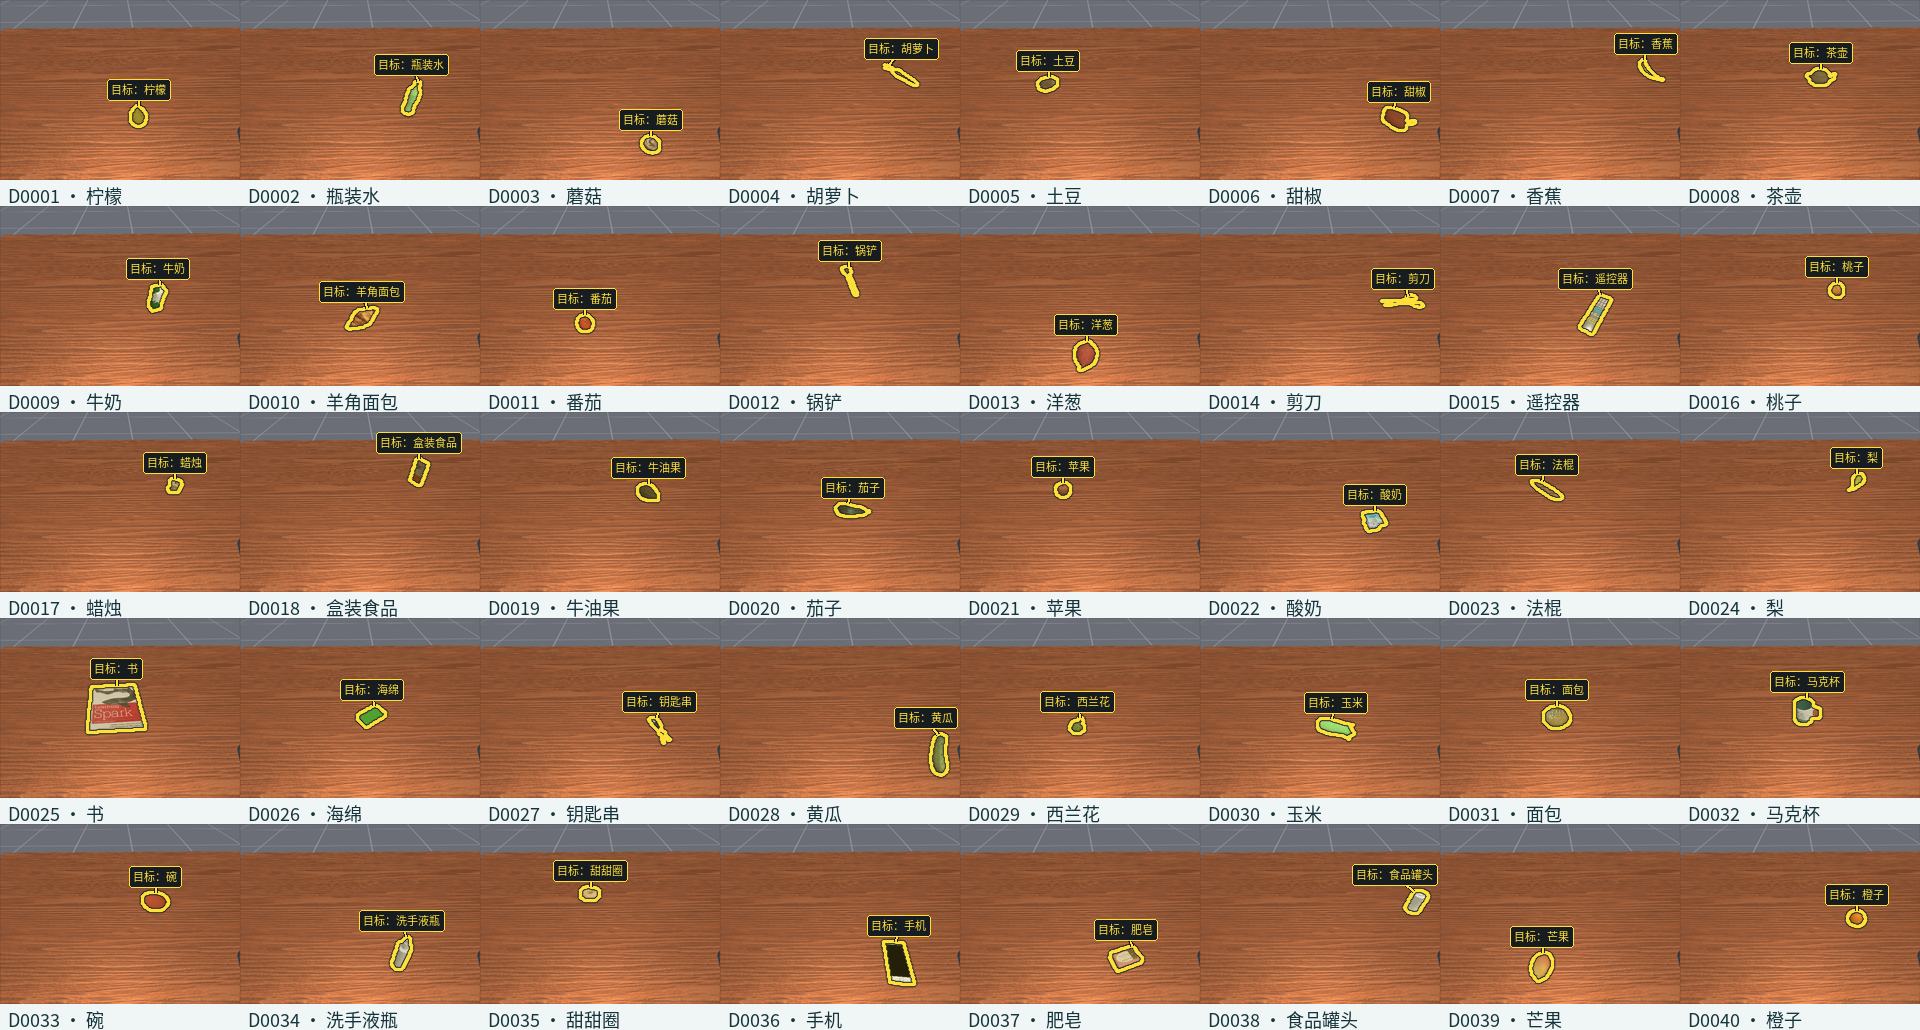 目标: 柠檬
目标: 瓶装水
目标: 蘑菇
目标: 胡萝卜
目标: 土豆
目标: 甜椒
目标: 香蕉
目标: 茶壶
D0001 · 柠檬
D0002 · 瓶装水
D0003 · 蘑菇
D0004 · 胡萝卜
D0005 · 土豆
D0006 · 甜椒
D0007 · 香蕉
D0008 · 茶壶
目标: 牛奶
目标: 羊角面包
目标: 番茄
目标: 锅铲
目标: 洋葱
目标: 剪刀
目标: 遥控器
目标: 桃子
D0009 · 牛奶
D0010 · 羊角面包
D0011 · 番茄
D0012 · 锅铲
D0013 · 洋葱
D0014 · 剪刀
D0015 · 遥控器
D0016 · 桃子
目标: 蜡烛
目标: 盒装食品
目标: 牛油果
目标: 茄子
目标: 苹果
目标: 酸奶
目标: 法棍
目标: 梨
D0017 · 蜡烛
D0018 · 盒装食品
D0019 · 牛油果
D0020 · 茄子
D0021 · 苹果
D0022 · 酸奶
D0023 · 法棍
D0024 · 梨
目标: 书
Spark
目标: 海绵
目标: 钥匙串
目标: 黄瓜
目标: 西兰花
目标: 玉米
目标: 面包
目标: 马克杯
D0025 · 书
D0026 · 海绵
D0027 · 钥匙串
D0028 · 黄瓜
D0029 · 西兰花
D0030 · 玉米
D0031 · 面包
D0032 · 马克杯
目标: 碗
目标: 洗手液瓶
目标: 甜甜圈
目标: 手机
目标: 肥皂
目标: 食品罐头
目标: 芒果
目标: 橙子
D0033 · 碗
D0034 · 洗手液瓶
D0035 · 甜甜圈
D0036 · 手机
D0037 · 肥皂
D0038 · 食品罐头
D0039 · 芒果
D0040 · 橙子